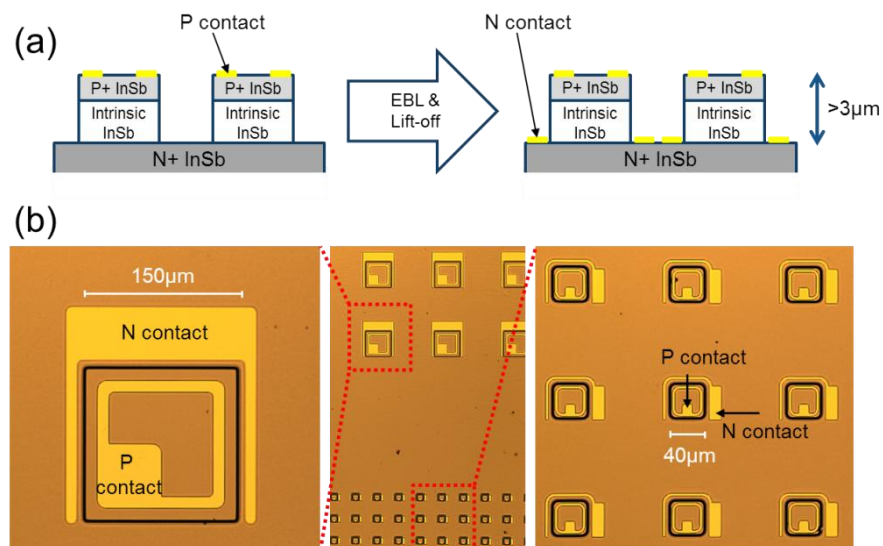 (a)
P contact
N contact
P+ InSb
P+ InSb
Intrinsic
InSb
Intrinsic
InSb
N+ InSb
EBL &
Lift-off
P+ InSb
P+ InSb
Intrinsic
InSb
Intrinsic
InSb
N+ InSb
>3μm
(b)
150μm
N contact
P
contact
P contact
N contact
40μm